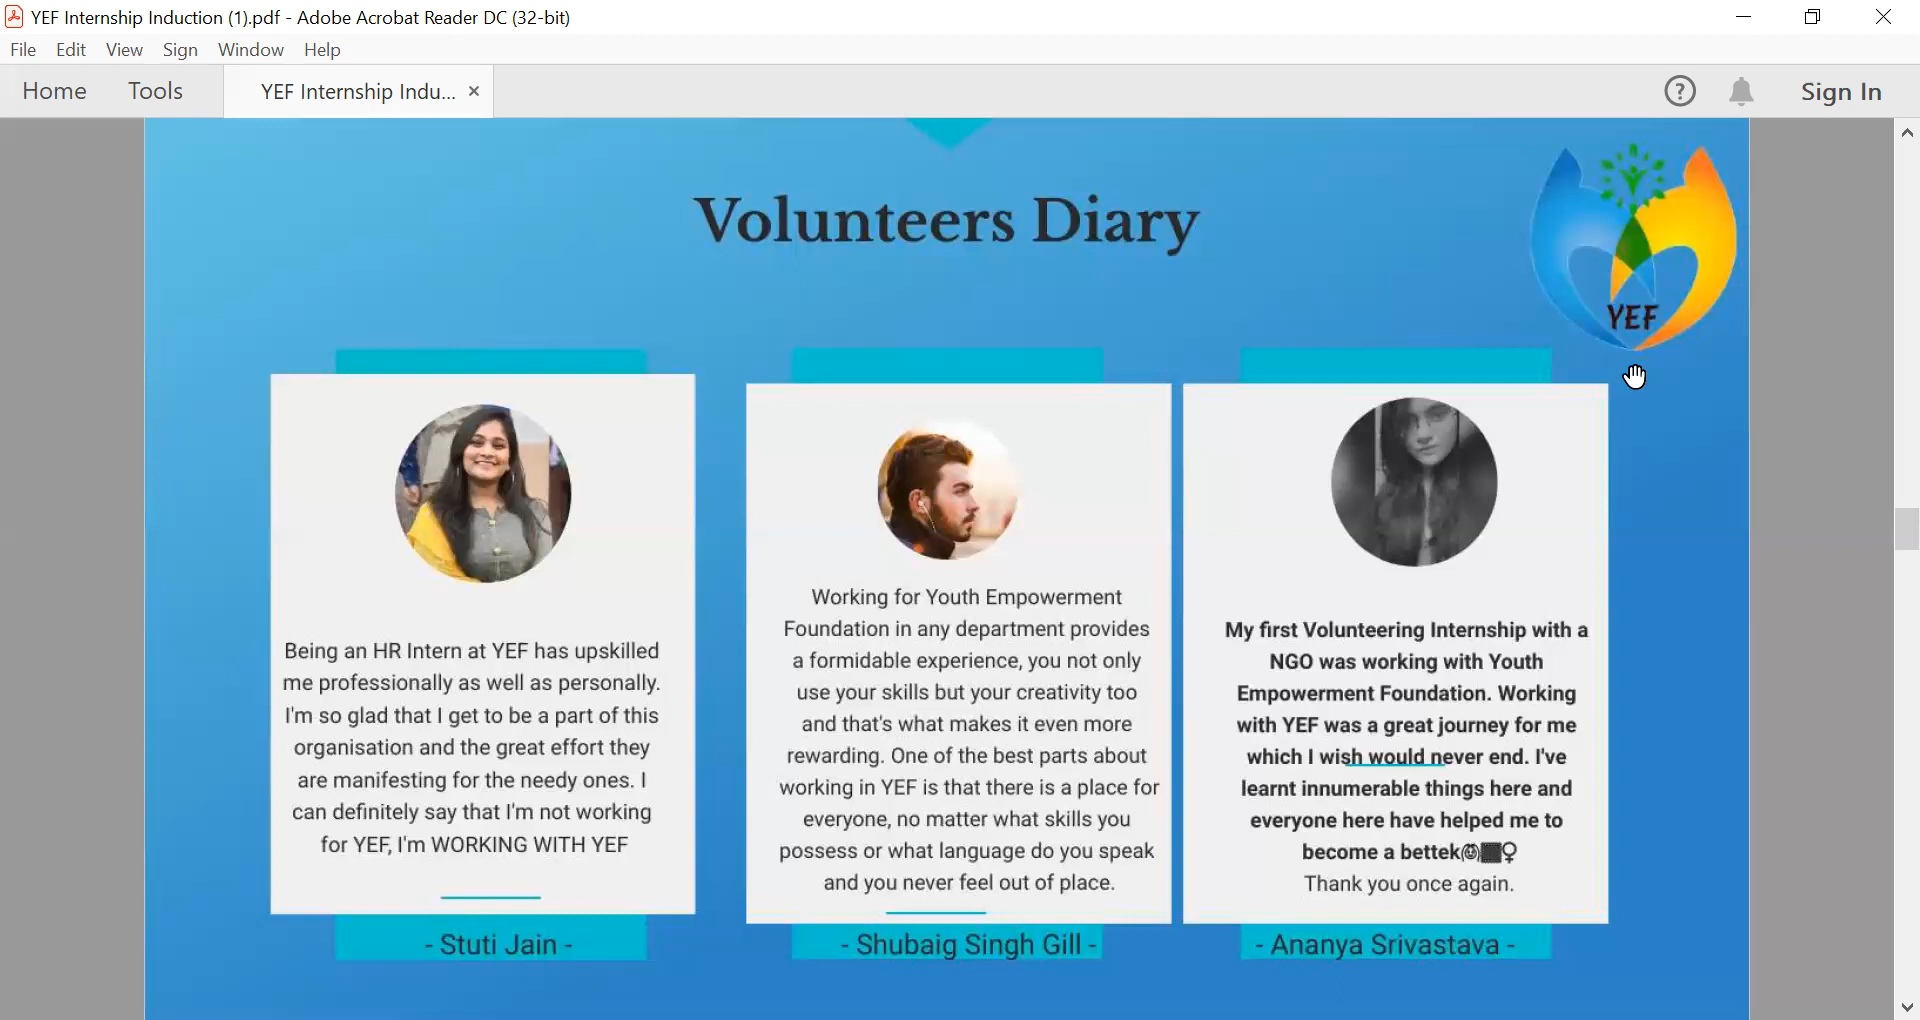 YEF Internship Induction (1).pdf - Adobe Acrobat Reader DC (32-bit)
File Edit View Sign Window Help
Home Tools YEF Internship Indu... × ? Sign In
Volunteers Diary
YEF
Being an HR Intern at YEF has upskilled
me professionally as well as personally.
I'm so glad that I get to be a part of this
organisation and the great effort they
are manifesting for the needy ones. I
can definitely say that I'm not working
for YEF, I'm WORKING WITH YEF
- Stuti Jain -
Working for Youth Empowerment
Foundation in any department provides
a formidable experience, you not only
use your skills but your creativity too
and that's what makes it even more
rewarding. One of the best parts about
working in YEF is that there is a place for
everyone, no matter what skills you
possess or what language do you speak
and you never feel out of place.
- Shubaig Singh Gill -
My first Volunteering Internship with a
NGO was working with Youth
Empowerment Foundation. Working
with YEF was a great journey for me
which I wish would never end. I've
learnt innumerable things here and
everyone here have helped me to
become a bettek
Thank you once again.
- Ananya Srivastava -